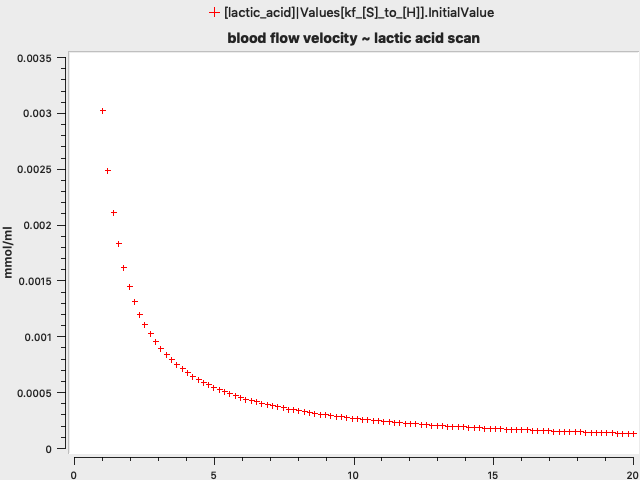 [lactic_acid]|Values[kf_[S]_to_[H]].InitialValue
blood flow velocity ~ lactic acid scan
0.0035
0.003
0.0025
0.002
0.0015
0.001
0.0005
0
mmol/ml
0 5 10 15 20